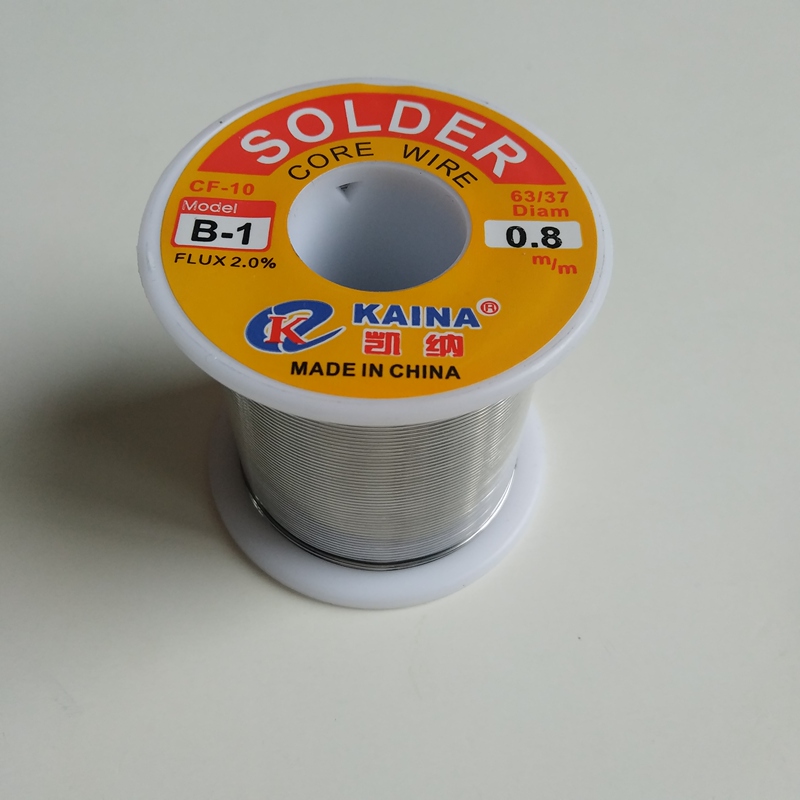 SOLDER
CORE WIRE
CF-10
63/37
Model
Diam
B-1
0.8
FLUX 2.0%
m/m
K
KAINA®
凯纳
MADE IN CHINA